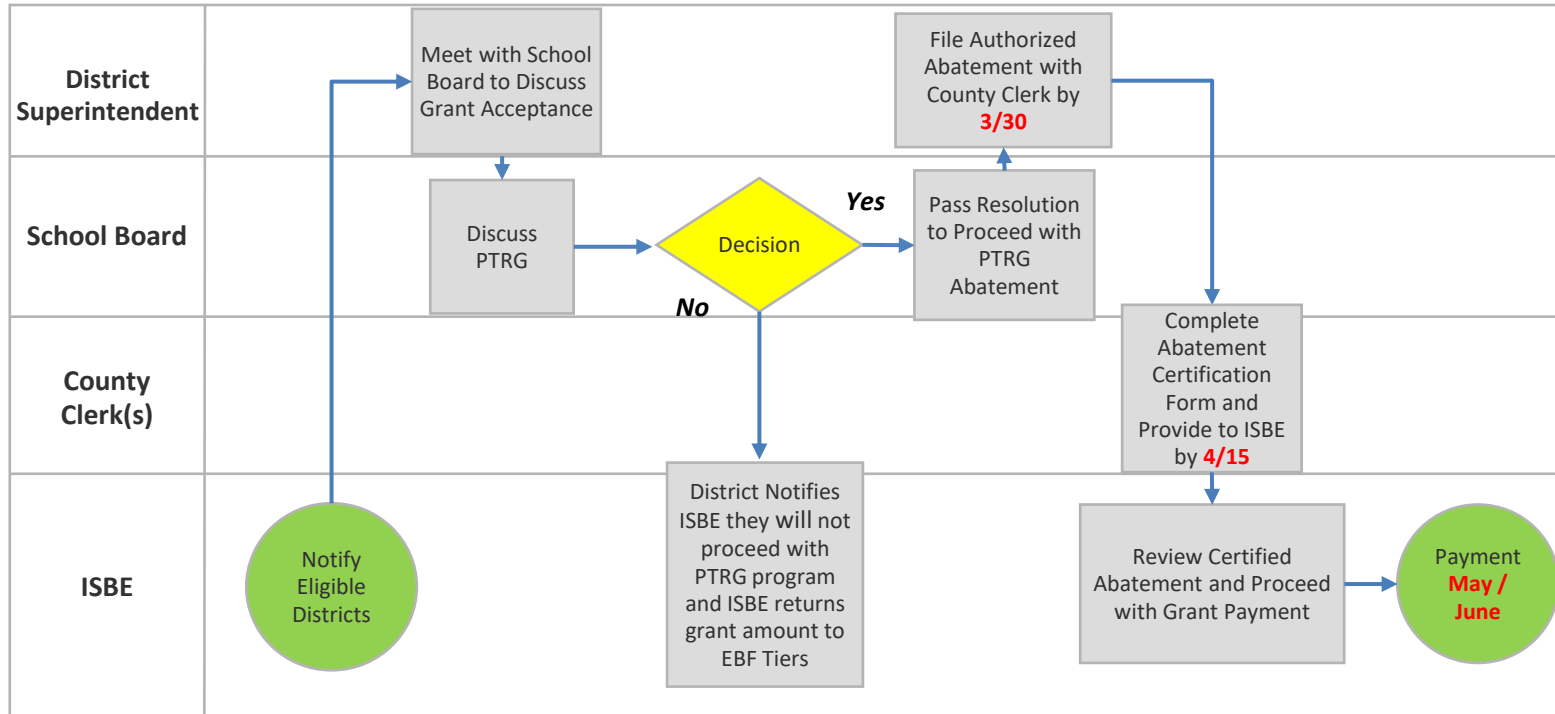 District
Superintendent
Meet with School
Board to Discuss
Grant Acceptance
File Authorized
Abatement with
County Clerk by
3/30
School Board
Discuss
PTRG
Decision
Yes
No
Pass Resolution
to Proceed with
PTRG
Abatement
County
Clerk(s)
Complete
Abatement
Certification
Form and
Provide to ISBE
by 4/15
ISBE
Notify
Eligible
Districts
District Notifies
ISBE they will not
proceed with
PTRG program
and ISBE returns
grant amount to
EBF Tiers
Review Certified
Abatement and Proceed
with Grant Payment
Payment
May /
June